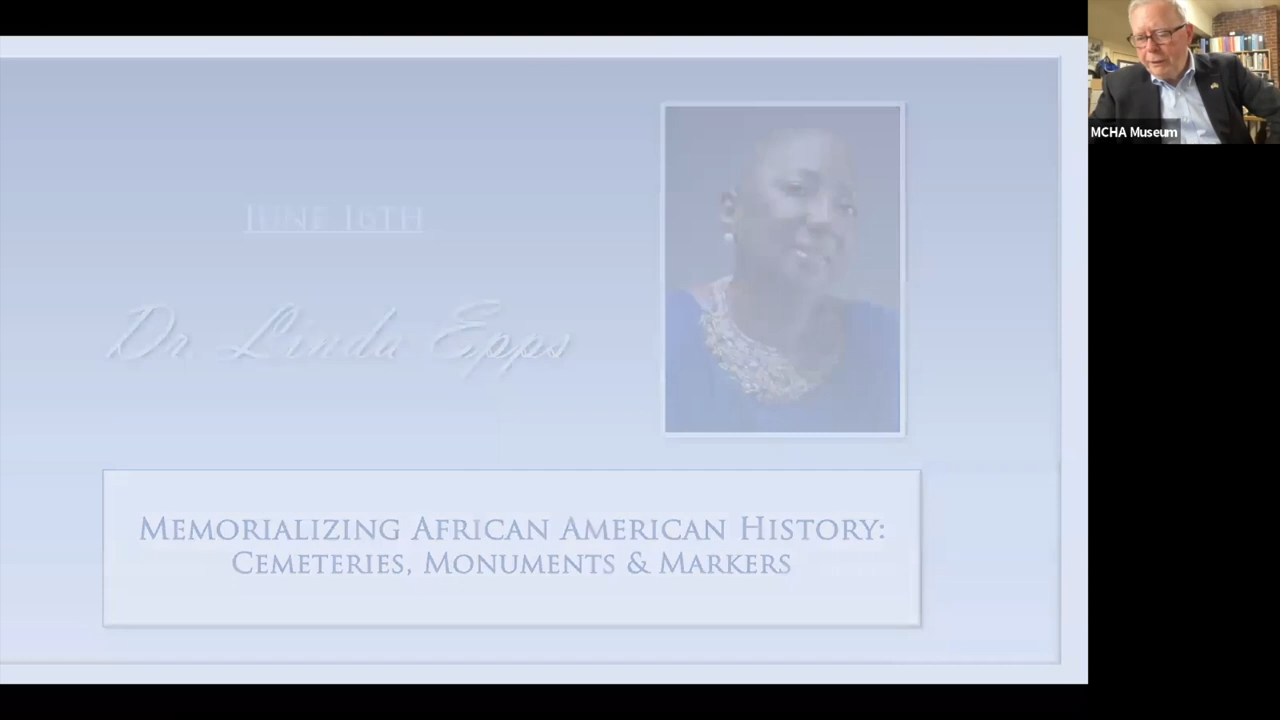 JUNE 16TH
Dr. Linda Epps
MEMORIALIZING AFRICAN AMERICAN HISTORY:
CEMETERIES, MONUMENTS & MARKERS
MCHA Museum